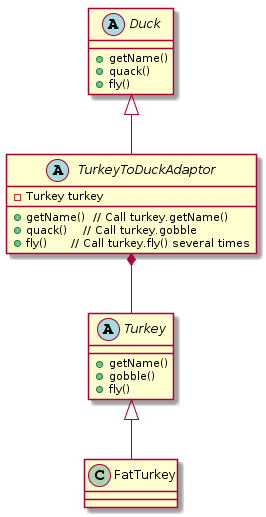 A Duck
getName()
quack()
fly()
A TurkeyToDuckAdaptor
Turkey turkey
getName() // Call turkey.getName()
quack() // Call turkey.gobble
fly() // Call turkey.fly() several times
A Turkey
getName()
gobble()
fly()
C FatTurkey